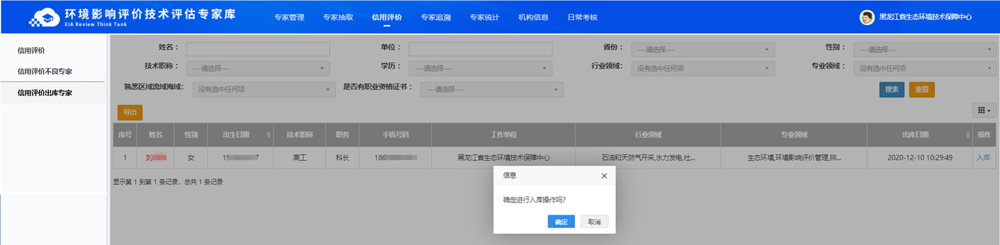 环境影响评价技术评估专家库
EIA Review Think Tank
专家管理 专家抽取 信用评价 专家追溯 专家统计 机构信息 日常考核
黑龙江省生态环境技术保障中心
信用评价
信用评价不良专家
信用评价出库专家
姓名： 单位： 省份： ---请选择--- 性别： ---请选择---
技术职称： ---请选择--- 学历： ---请选择--- 行业领域： 没有选中任何项 专业领域： 没有选中任何项
熟悉区域流域海域： 没有选中任何项 是否有职业资格证书： ---请选择--- 搜索 重置
导出
序号 姓名 性别 出生日期 技术职称 职务 手机号码 工作单位 行业领域 专业领域 出库日期 操作
1 刘 女 19 7 高工 科长 186 黑龙江省生态环境技术保障中心 石油和天然气开采,水力发电,社... 生态环境,环境影响评价管理,排... 2020-12-10 10:29:49 入库
显示第 1 到第 1 条记录，总共 1 条记录
信息
确定进行入库操作吗?
确定 取消